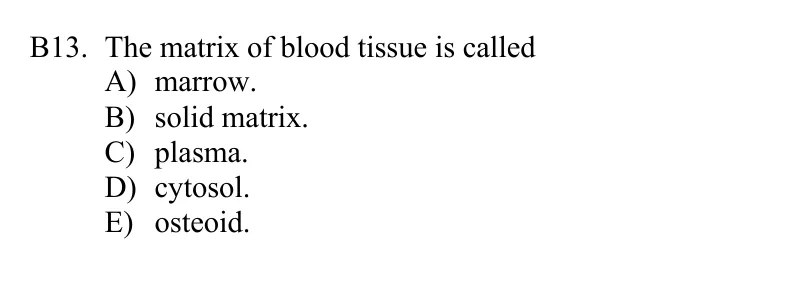 B13. The matrix of blood tissue is called
A) marrow.
B) solid matrix.
C) plasma.
D) cytosol.
E) osteoid.